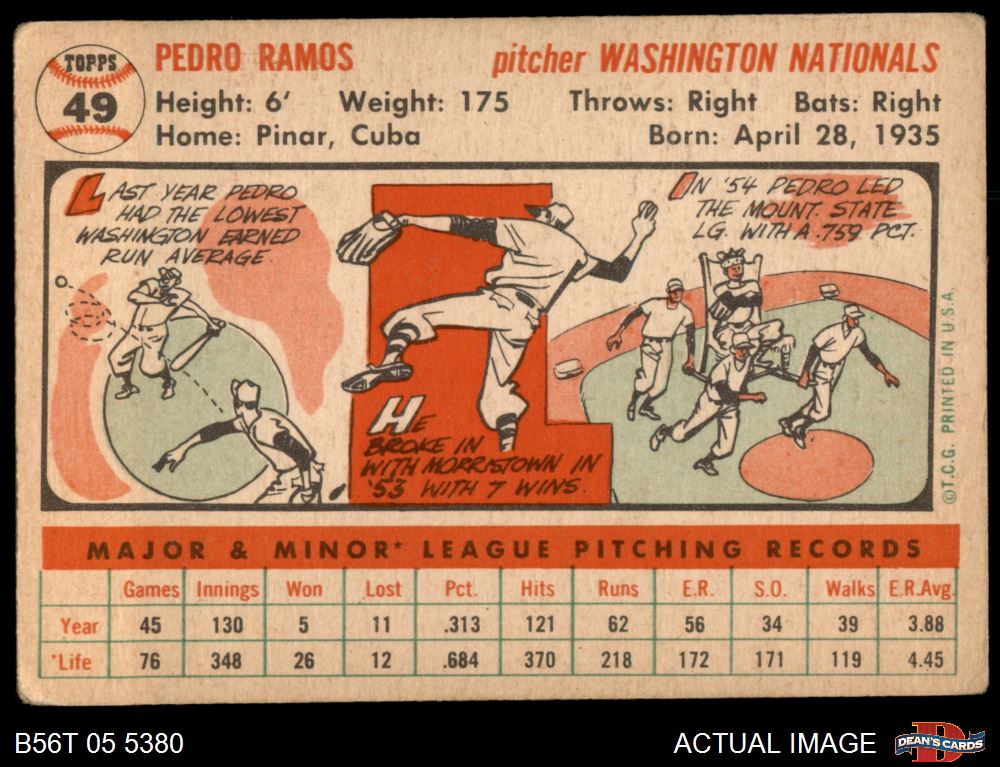 TOPPS
49
PEDRO RAMOS
pitcher WASHINGTON NATIONALS
Height: 6' Weight: 175 Throws: Right Bats: Right
Home: Pinar, Cuba Born: April 28, 1935
LAST YEAR PEDRO
HAD THE LOWEST
WASHINGTON EARNED
RUN AVERAGE.
HE
BROKE IN
WITH MORRISTOWN IN
'53 WITH 7 WINS.
IN '54 PEDRO LED
THE MOUNT. STATE
LG. WITH A .759 PCT.
©T.C.G. PRINTED IN U.S.A.
MAJOR & MINOR* LEAGUE PITCHING RECORDS
Games Innings Won Lost Pct. Hits Runs E.R. S.O. Walks E.R.Avg.
Year 45 130 5 11 .313 121 62 56 34 39 3.88
*Life 76 348 26 12 .684 370 218 172 171 119 4.45
B56T 05 5380
ACTUAL IMAGE
D
DEAN'S CARDS